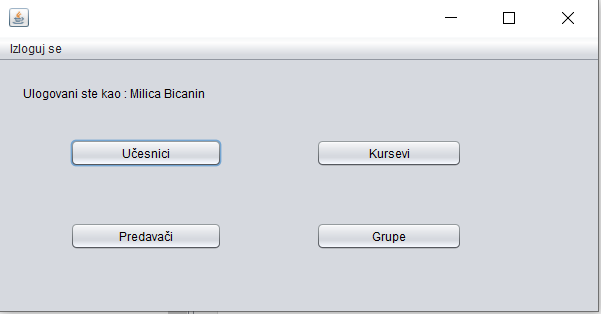 Izloguj se
Ulogovani ste kao : Milica Bicanin
Učesnici
Kursevi
Predavači
Grupe